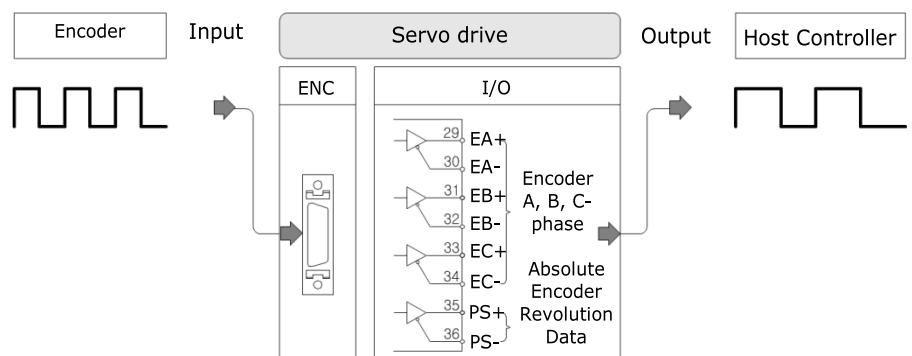 Encoder
Input
Servo drive
Output
Host Controller
ENC
I/O
29 EA+
30 EA-
31 EB+
32 EB-
33 EC+
34 EC-
35 PS+
36 PS-
Encoder
A, B, C-
phase
Absolute
Encoder
Revolution
Data